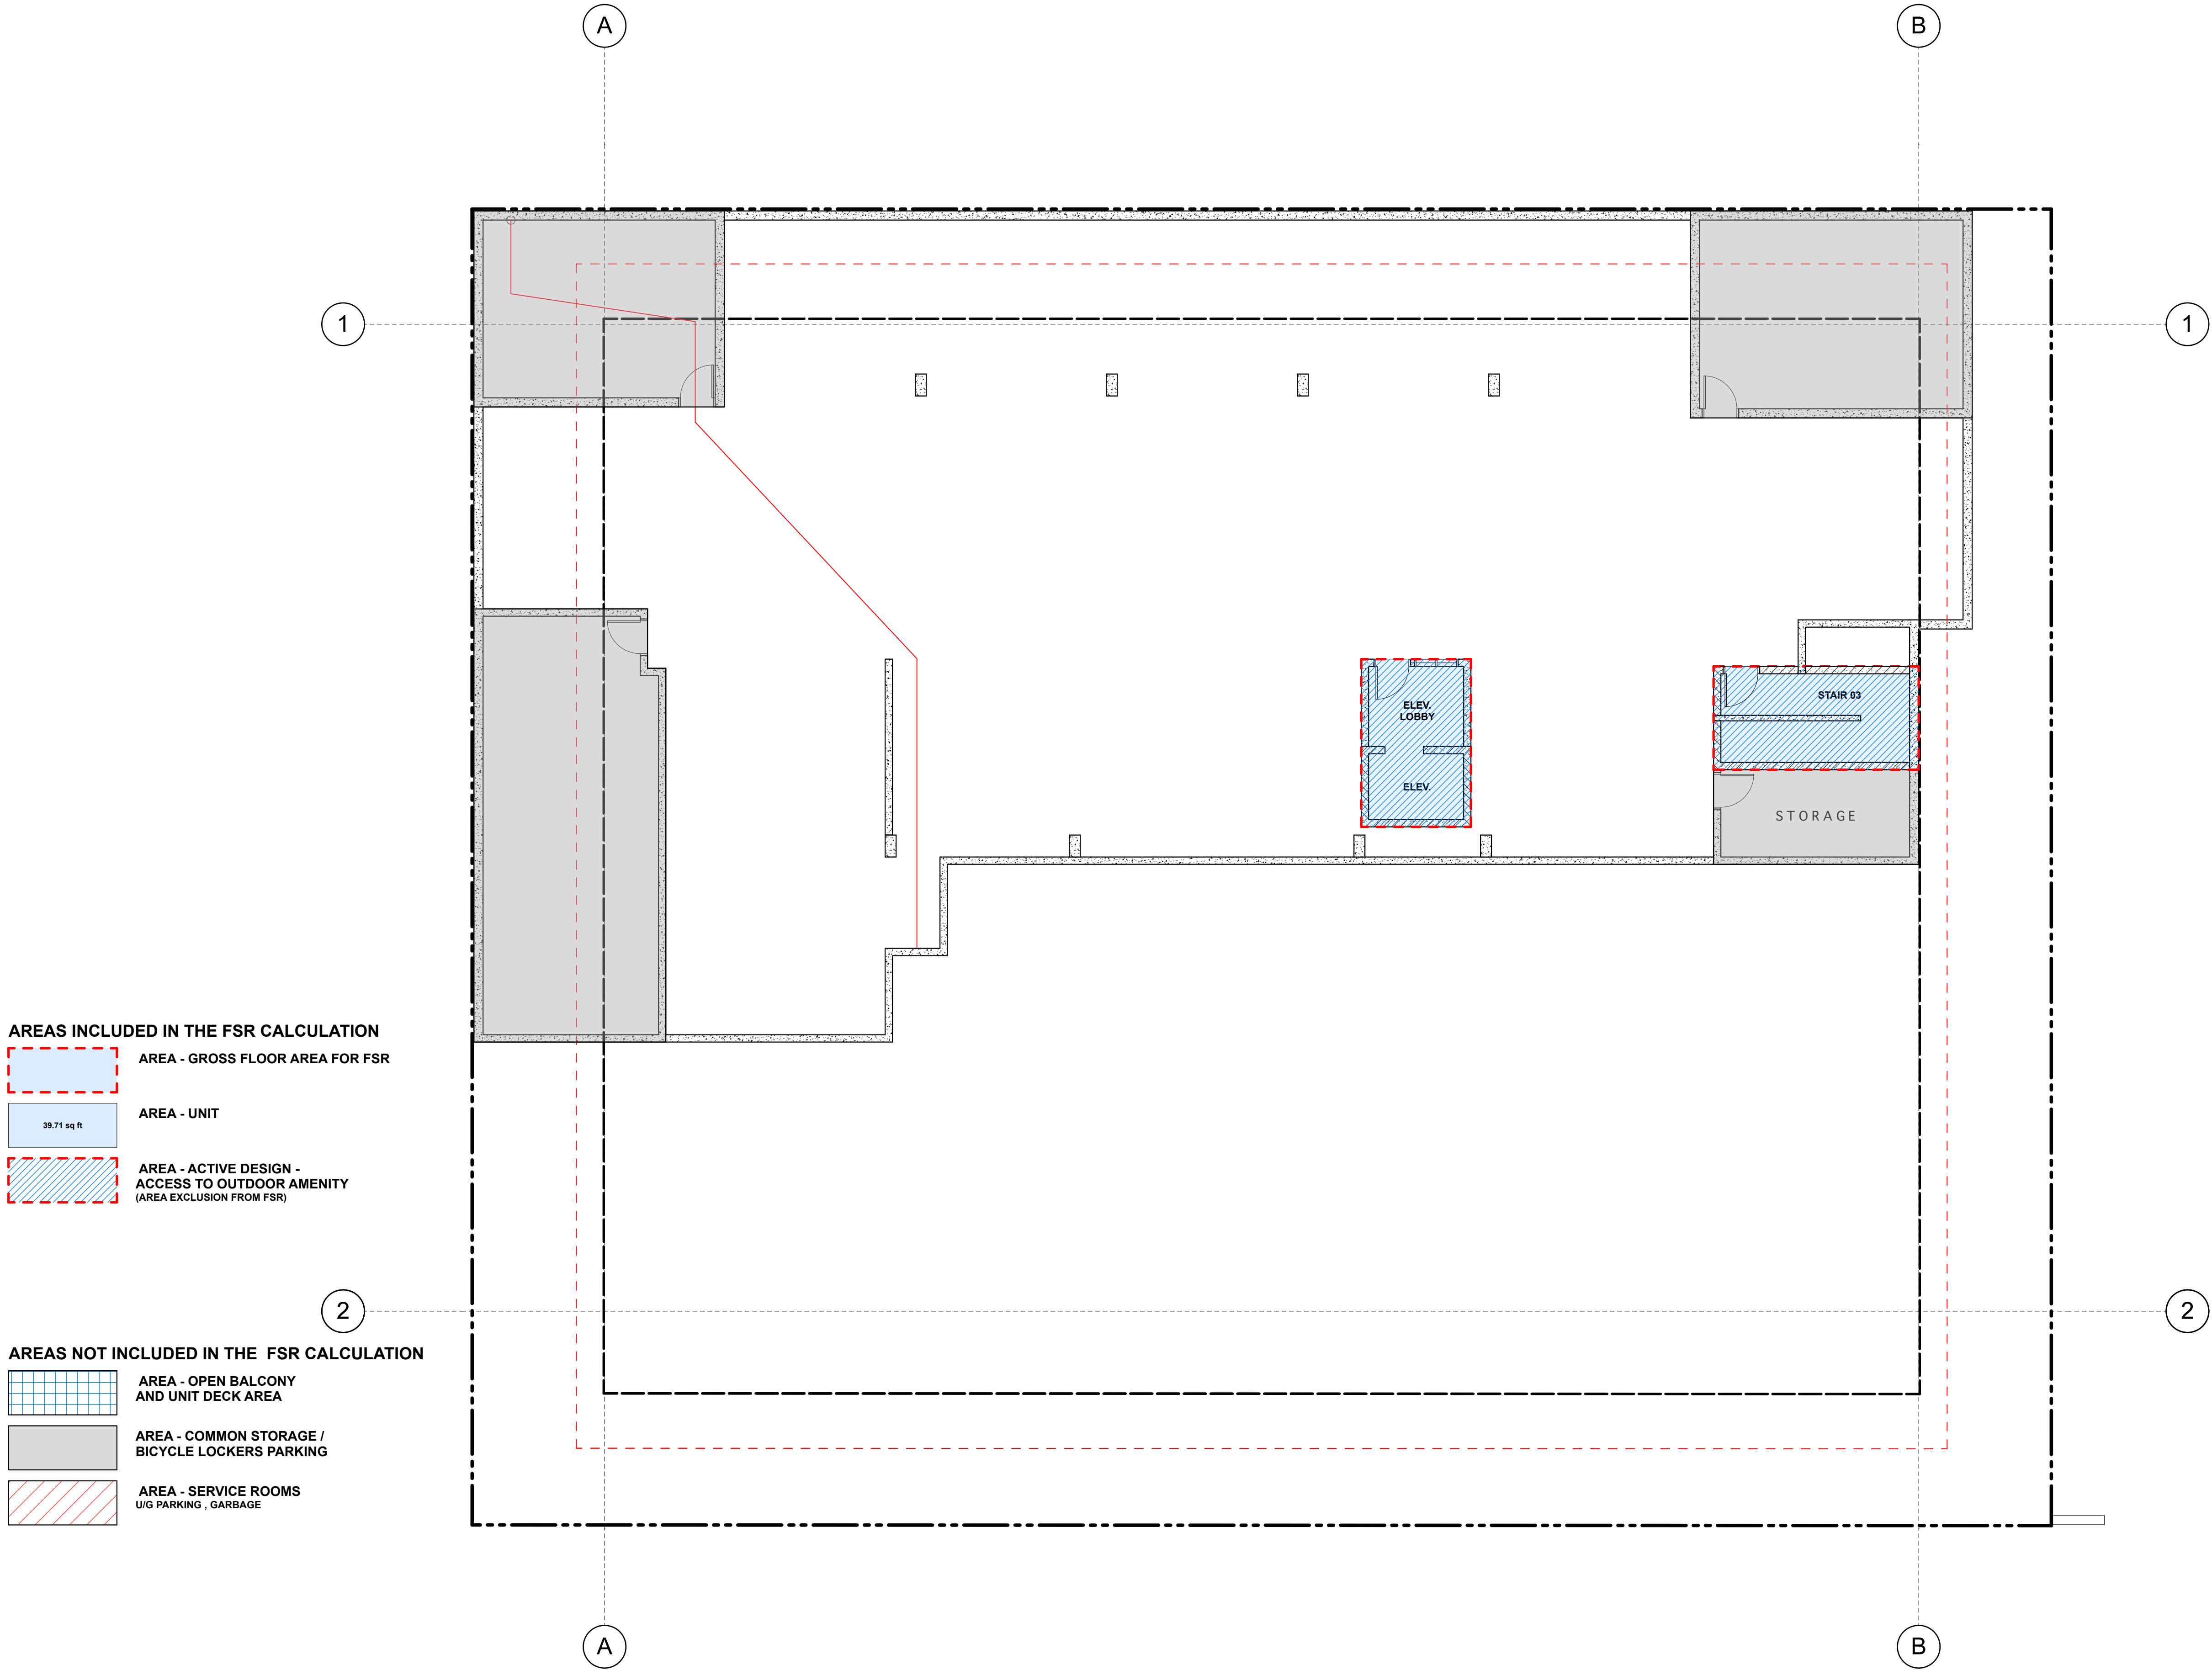 A
B
1
1
ELEV.
LOBBY
STAIR 03
ELEV.
STORAGE
AREAS INCLUDED IN THE FSR CALCULATION
AREA - GROSS FLOOR AREA FOR FSR
AREA - UNIT
39.71 sq ft
AREA - ACTIVE DESIGN -
ACCESS TO OUTDOOR AMENITY
(AREA EXCLUSION FROM FSR)
2
2
AREAS NOT INCLUDED IN THE  FSR CALCULATION
AREA - OPEN BALCONY
AND UNIT DECK AREA
AREA - COMMON STORAGE /
BICYCLE LOCKERS PARKING
AREA - SERVICE ROOMS
U/G PARKING , GARBAGE
A
B